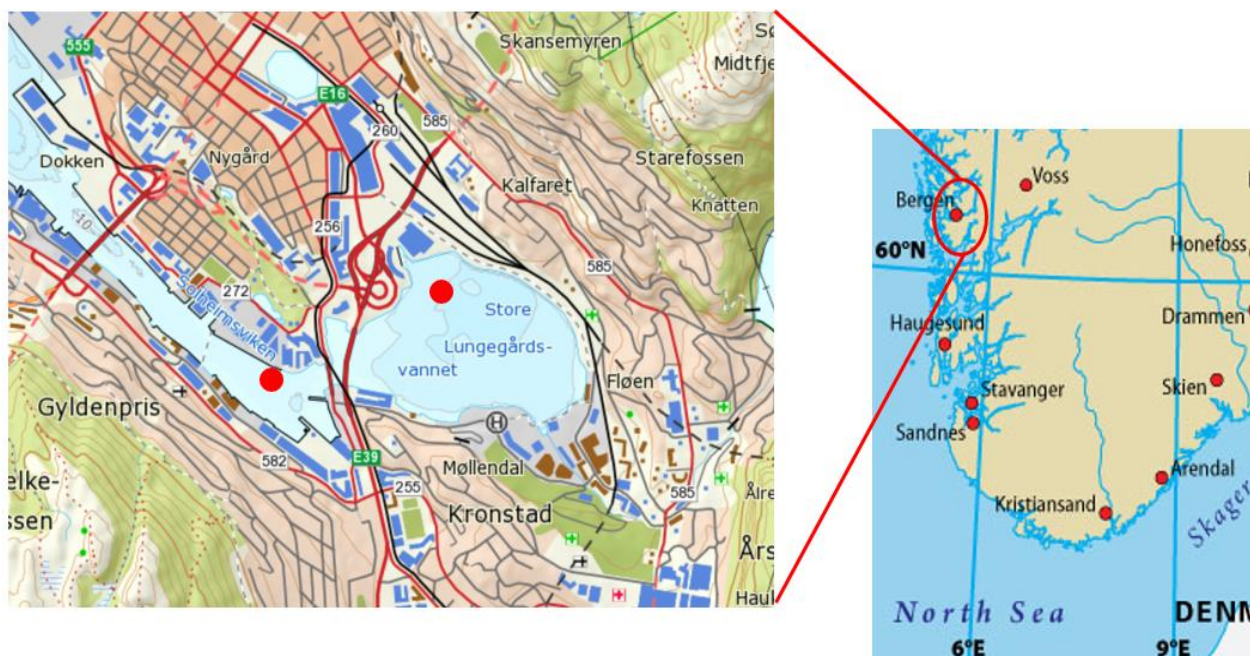 555
Skansemyren
Midtfje
E16
260
585
Dokken
Nygård
Starefossen
Kalfaret
Knatten
10
256
585
272
Solheimsviken
Store
Lungegårds-
vannet
Fløen
Gyldenpris
H
582
E39
Møllendal
255
585
Ålre
elke-
ssen
Kronstad
Års
Hauk
Voss
Bergen
60°N
Honefoss
Haugesund
Drammen
Stavanger
Skien
Sandnes
Arendal
Kristiansand
Skager
North Sea
DENM
6°E
9°E